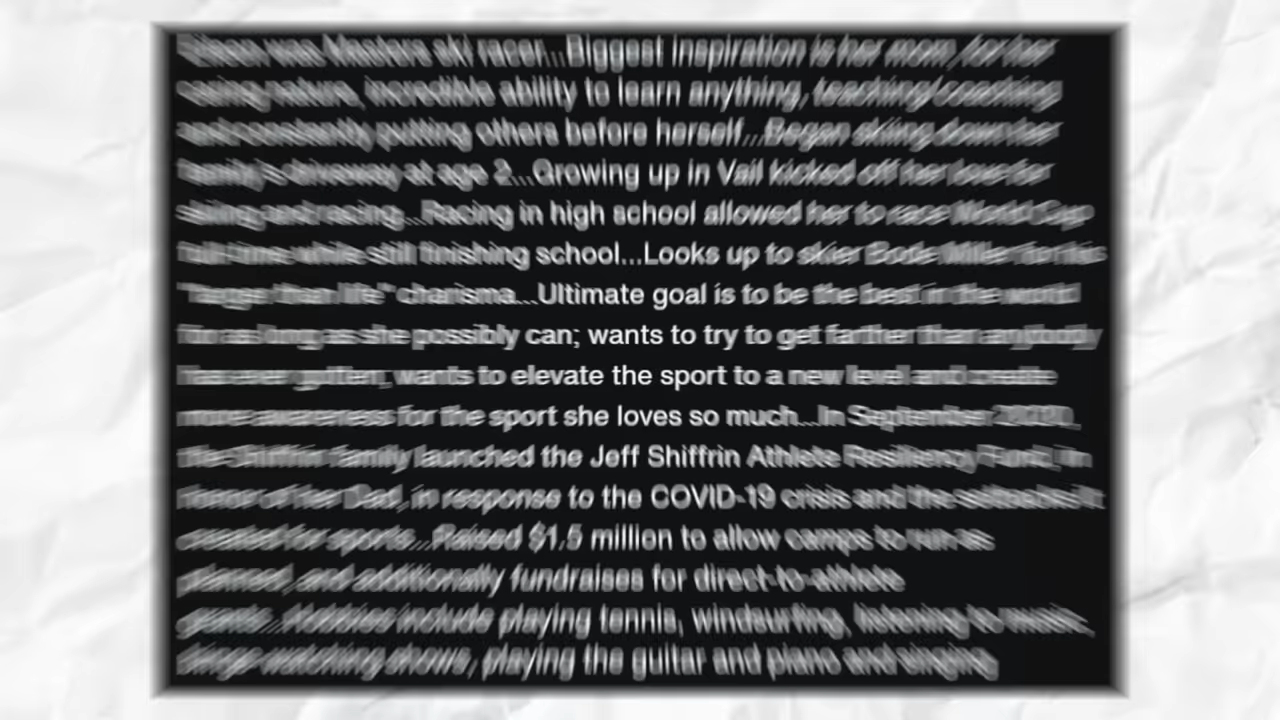 was Masters ski racer...Biggest inspiration is her mom, for her
caring nature, incredible ability to learn anything, teaching/coaching
and constantly putting others before herself...Began skiing down her
family's driveway at age 2...Growing up in Vail kicked off her love for
skiing and racing...Racing in high school allowed her to race World Cup
full-time while still finishing school...Looks up to skier Bode Miller for his
"larger than life" charisma...Ultimate goal is to be the best in the world
for as long as she possibly can; wants to try to get farther than anybody
has ever gotten; wants to elevate the sport to a new level and create
more awareness for the sport she loves so much...In September 2020,
the Shiffrin family launched the Jeff Shiffrin Athlete Resiliency Fund, in
honor of her Dad, in response to the COVID-19 crisis and the setbacks it
created for sports...Raised $1.5 million to allow camps to run as
planned, and additionally fundraises for direct-to-athlete
grants...Hobbies include playing tennis, windsurfing, listening to music,
binge-watching shows, playing the guitar and piano and singing